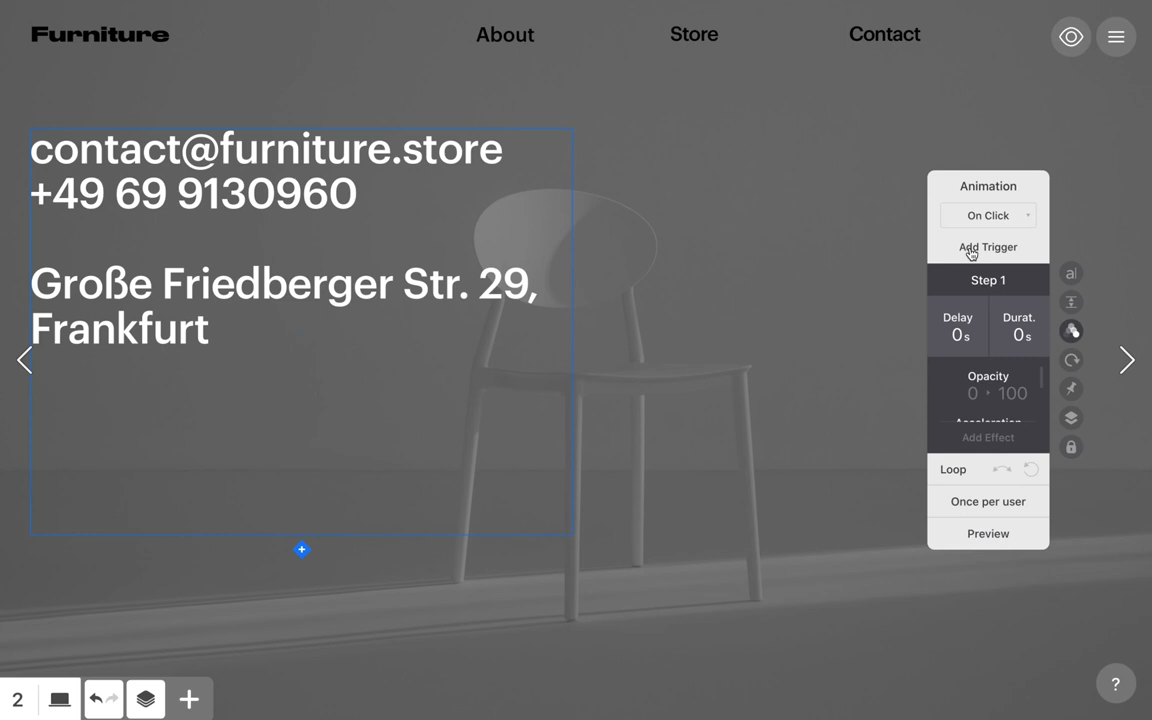 Furniture
About
Store
Contact
contact@furniture.store
+49 69 9130960
Große Friedberger Str. 29,
Frankfurt
Animation
On Click
Add Trigger
Step 1
Delay
0s
Durat.
0s
Opacity
0 ‣ 100
Acceleration
Add Effect
Loop
Once per user
Preview
a|
2
?